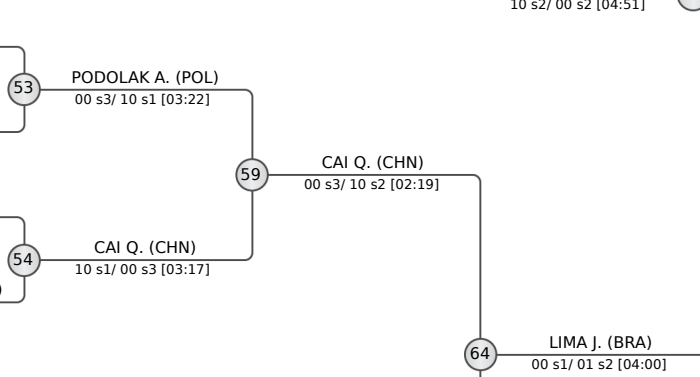 10 s2/ 00 s2 [04:51]
53
PODOLAK A. (POL)
00 s3/ 10 s1 [03:22]
59
CAI Q. (CHN)
00 s3/ 10 s2 [02:19]
54
CAI Q. (CHN)
10 s1/ 00 s3 [03:17]
64
LIMA J. (BRA)
00 s1/ 01 s2 [04:00]